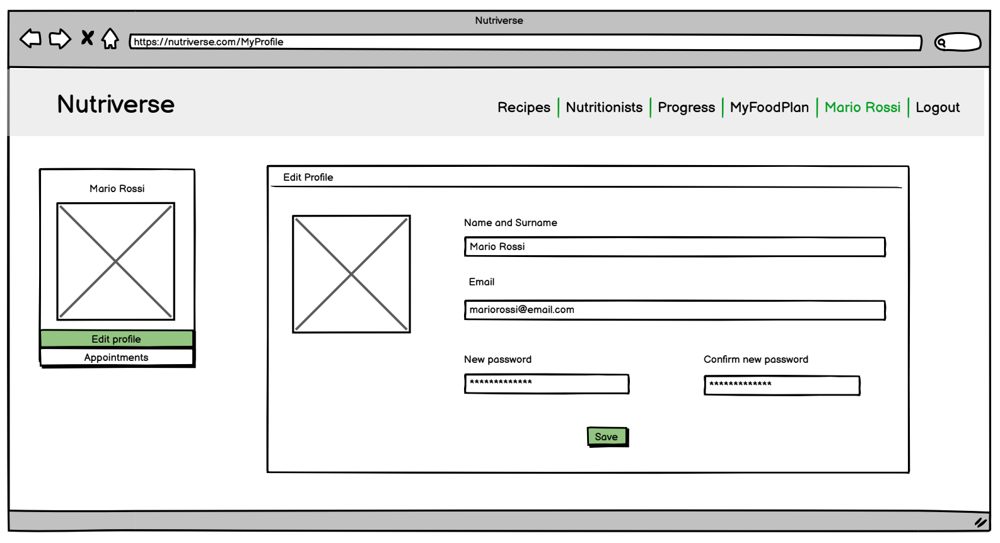 Nutriverse
https://nutriverse.com/MyProfile
Nutriverse
Recipes Nutritionists Progress MyFoodPlan Mario Rossi Logout
Mario Rossi
Edit profile
Appointments
Edit Profile
Name and Surname
Mario Rossi
Email
mariorossi@email.com
New password
*************
Confirm new password
*************
Save